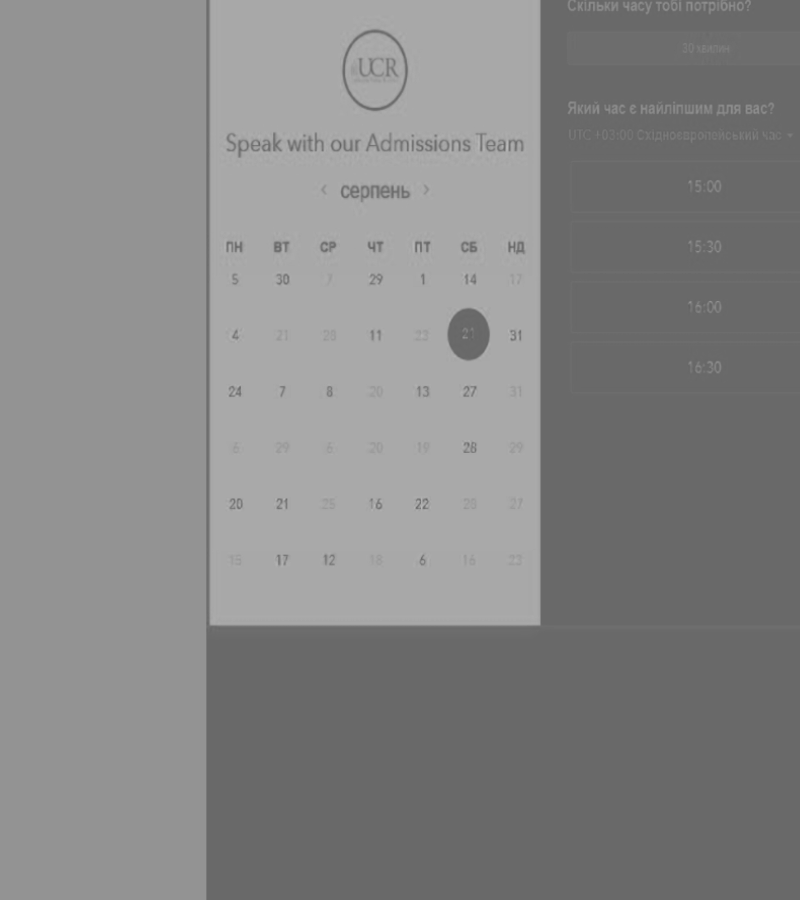 UCR
Speak with our Admissions Team
‹ серпень ›
ПН ВТ СР ЧТ ПТ СБ НД
5 30 7 29 1 14 17
4 21 28 11 23 21 31
24 7 8 20 13 27 31
6 29 6 20 19 28 29
20 21 25 16 22 26 27
15 17 12 18 6 16 23
Скільки часу тобі потрібно?
30 хвилин
Який час є найліпшим для вас?
UTC +03:00 Східноєвропейський час
15:00
15:30
16:00
16:30